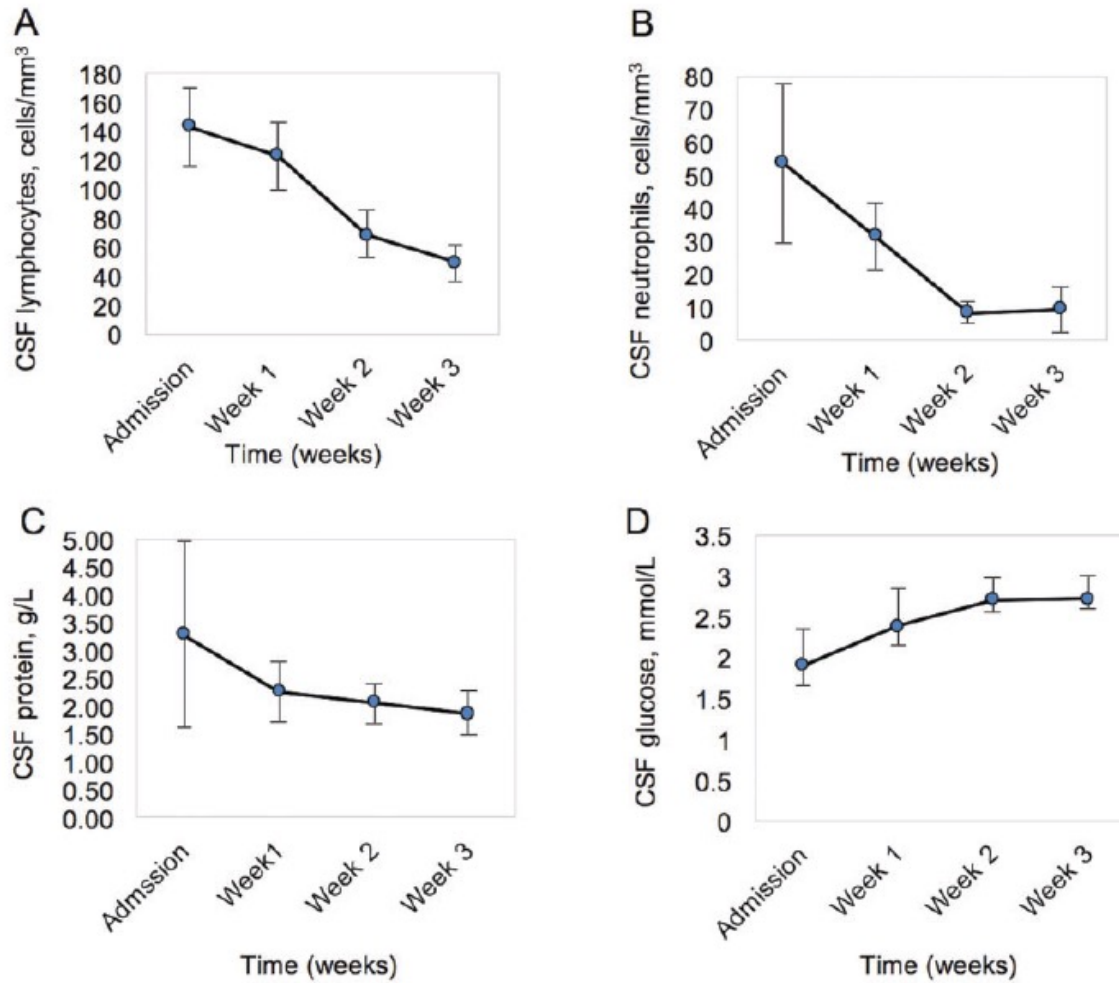 A
CSF lymphocytes, cells/mm³
180
160
140
120
100
80
60
40
20
0
Admission
Week 1
Week 2
Week 3
Time (weeks)
B
CSF neutrophils, cells/mm³
80
70
60
50
40
30
20
10
0
Admission
Week 1
Week 2
Week 3
Time (weeks)
C
CSF protein, g/L
5.00
4.50
4.00
3.50
3.00
2.50
2.00
1.50
1.00
0.50
0.00
Admssion
Week1
Week 2
Week 3
Time (weeks)
D
CSF glucose, mmol/L
3.5
3
2.5
2
1.5
1
0.5
0
Admission
Week 1
Week 2
Week 3
Time (weeks)